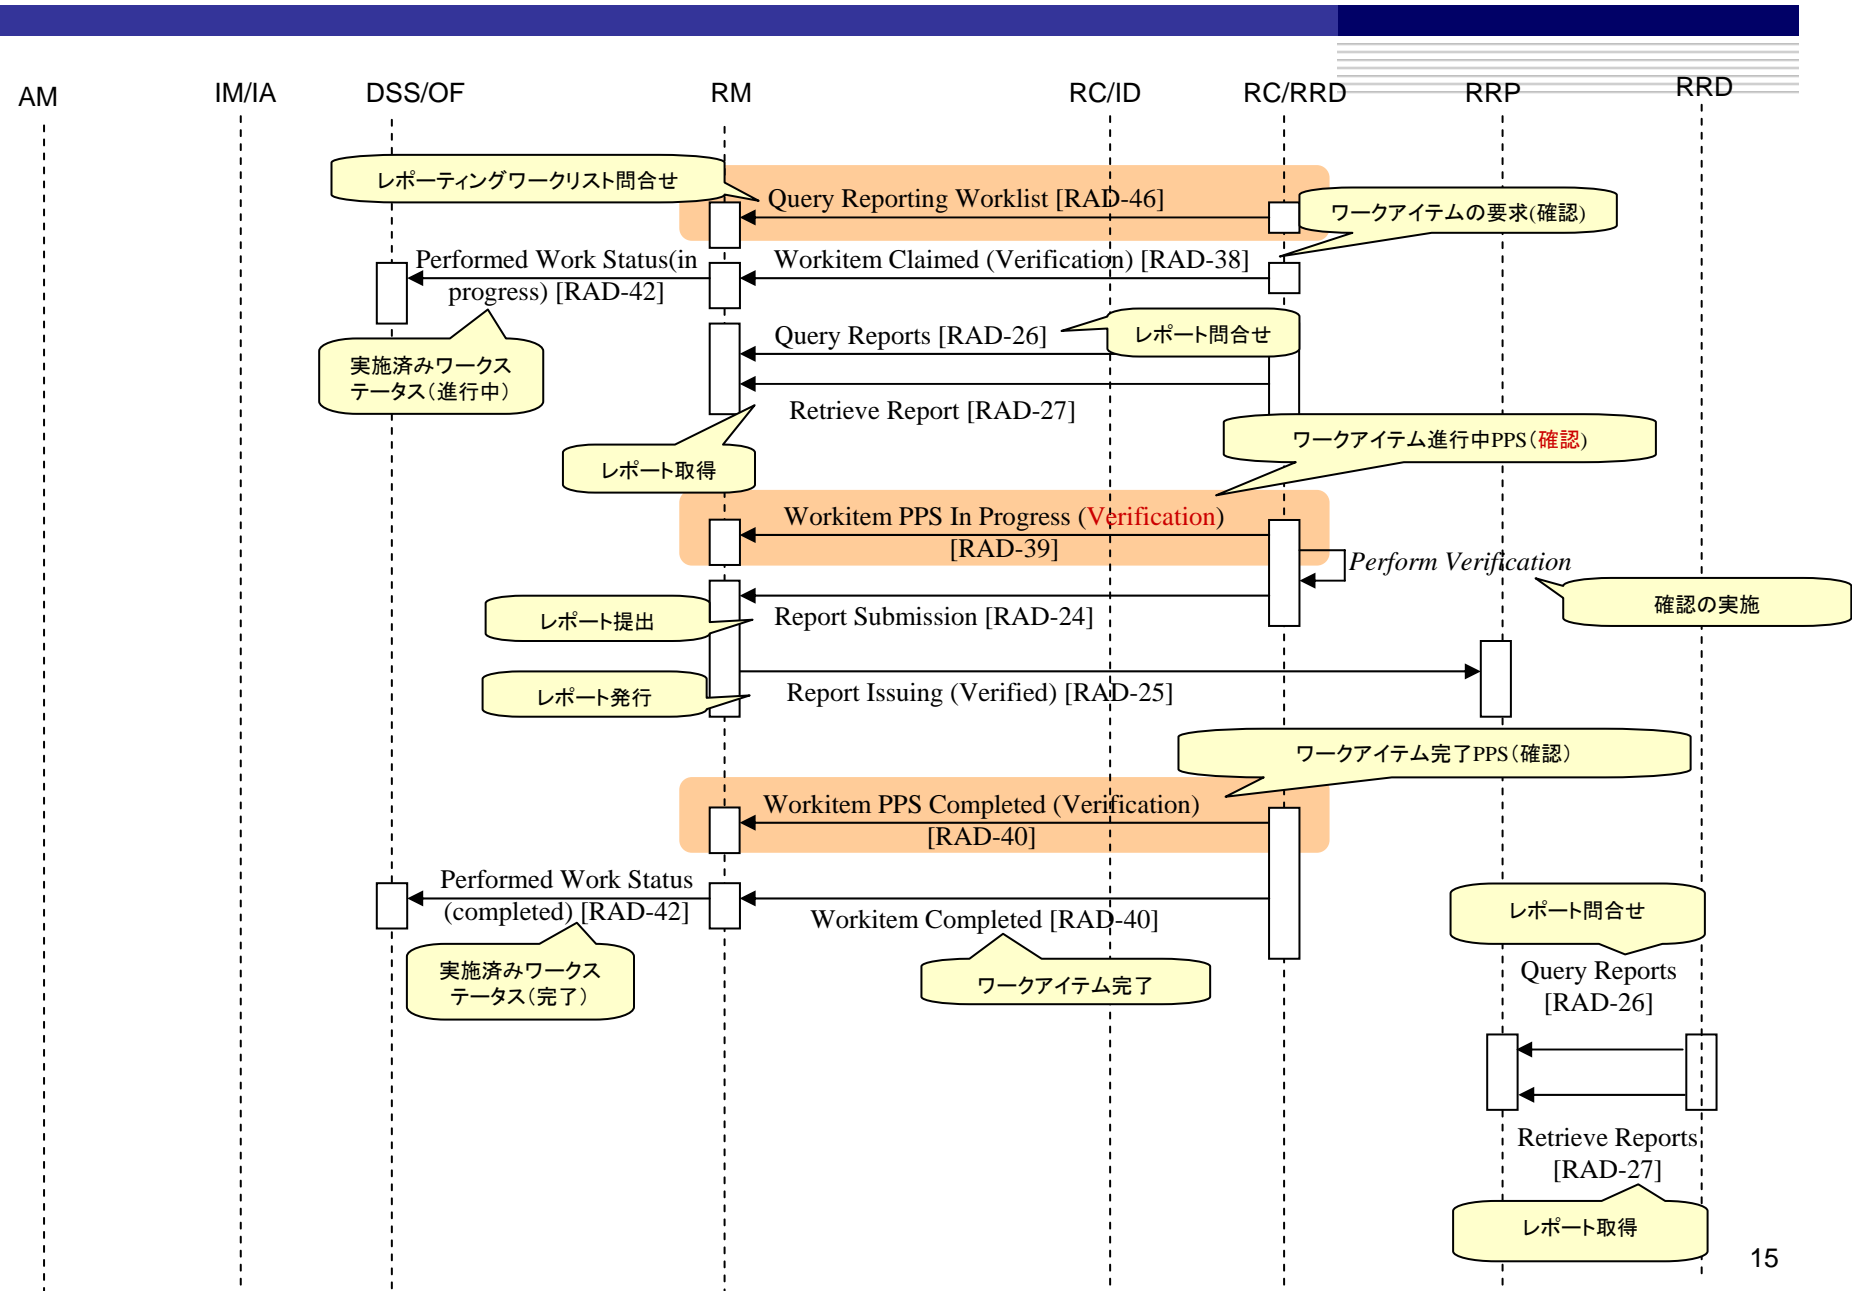 AM
IM/IA
DSS/OF
RM
RC/ID
RC/RRD
RRP
RRD
レポーティングワークリスト問合せ
Query Reporting Worklist [RAD-46]
ワークアイテムの要求(確認)
Performed Work Status(in
progress) [RAD-42]
Workitem Claimed (Verification) [RAD-38]
Query Reports [RAD-26]
レポート問合せ
実施済みワークス
テータス（進行中）
Retrieve Report [RAD-27]
ワークアイテム進行中PPS（確認)
レポート取得
Workitem PPS In Progress (Verification)
[RAD-39]
Perform Verification
確認の実施
レポート提出
Report Submission [RAD-24]
レポート発行
Report Issuing (Verified) [RAD-25]
ワークアイテム完了PPS（確認）
Workitem PPS Completed (Verification)
[RAD-40]
Performed Work Status
(completed) [RAD-42]
Workitem Completed [RAD-40]
レポート問合せ
実施済みワークス
テータス（完了）
ワークアイテム完了
Query Reports
[RAD-26]
Retrieve Reports
[RAD-27]
レポート取得
15